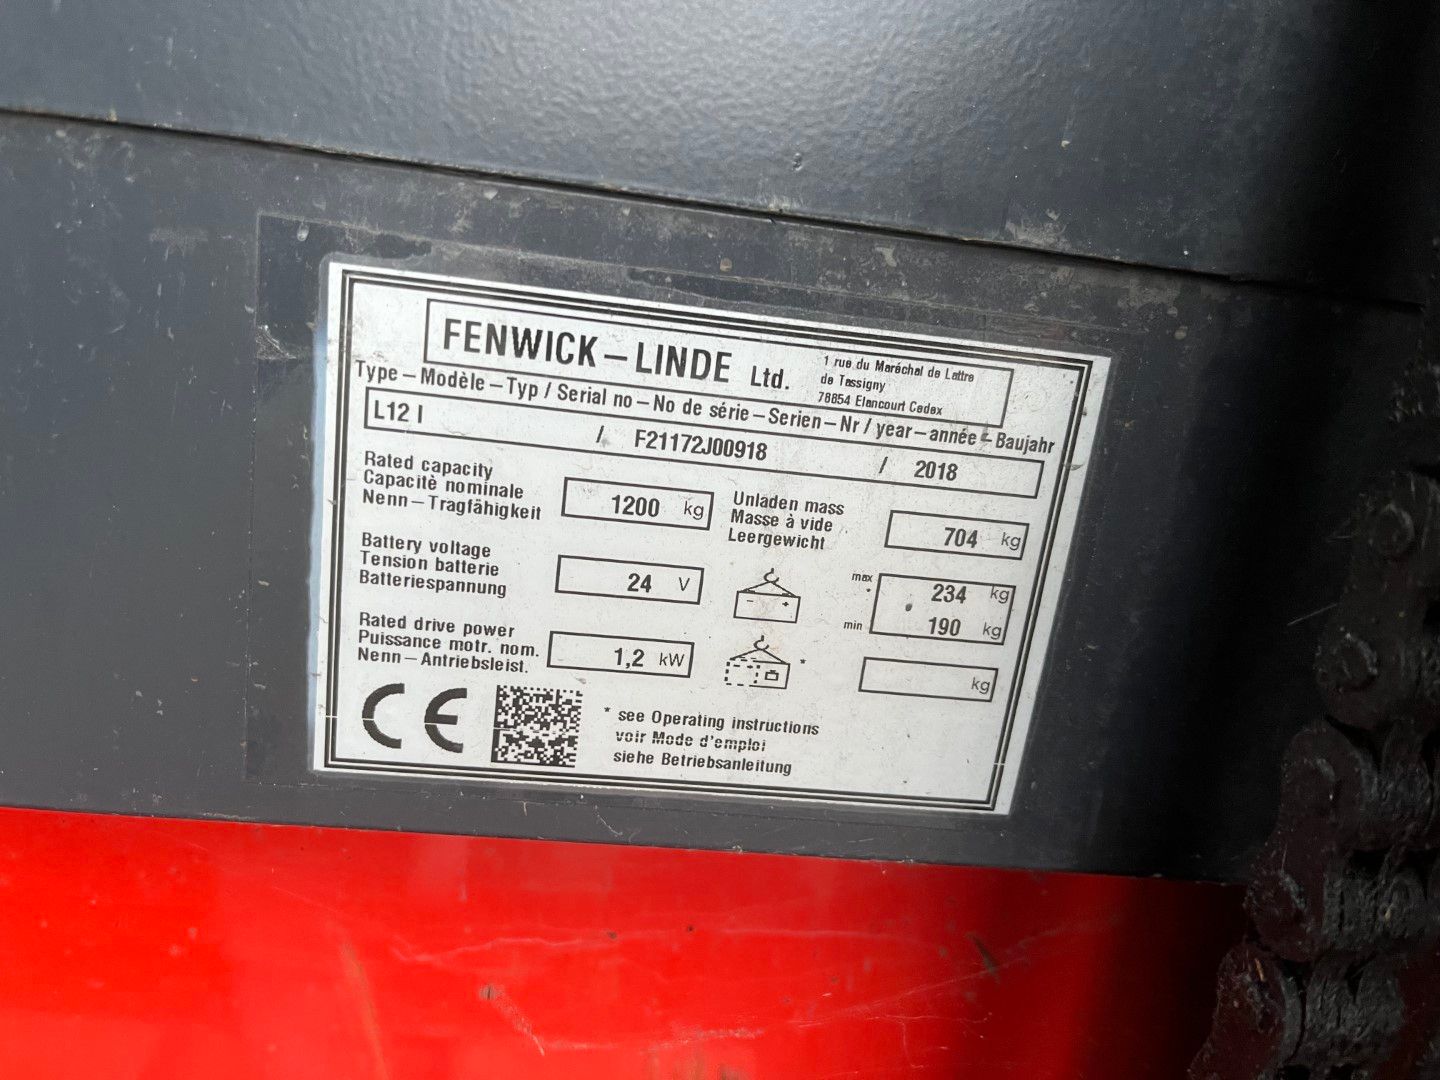 FENWICK – LINDE Ltd.
1 rue du Maréchal de Lattre
de Tassigny
78854 Elancourt Cedex
Type – Modèle – Typ / Serial no – No de série – Serien – Nr / year – année – Baujahr
L12 I / F21172J00918 / 2018
Rated capacity
Capacité nominale
Nenn – Tragfähigkeit
1200 kg
Unladen mass
Masse à vide
Leergewicht
704 kg
Battery voltage
Tension batterie
Batteriespannung
24 V
- +
max 234 kg
min 190 kg
Rated drive power
Puissance motr. nom.
Nenn – Antriebsleist.
1,2 kW
*
kg
CE
* see Operating instructions
voir Mode d'emploi
siehe Betriebsanleitung